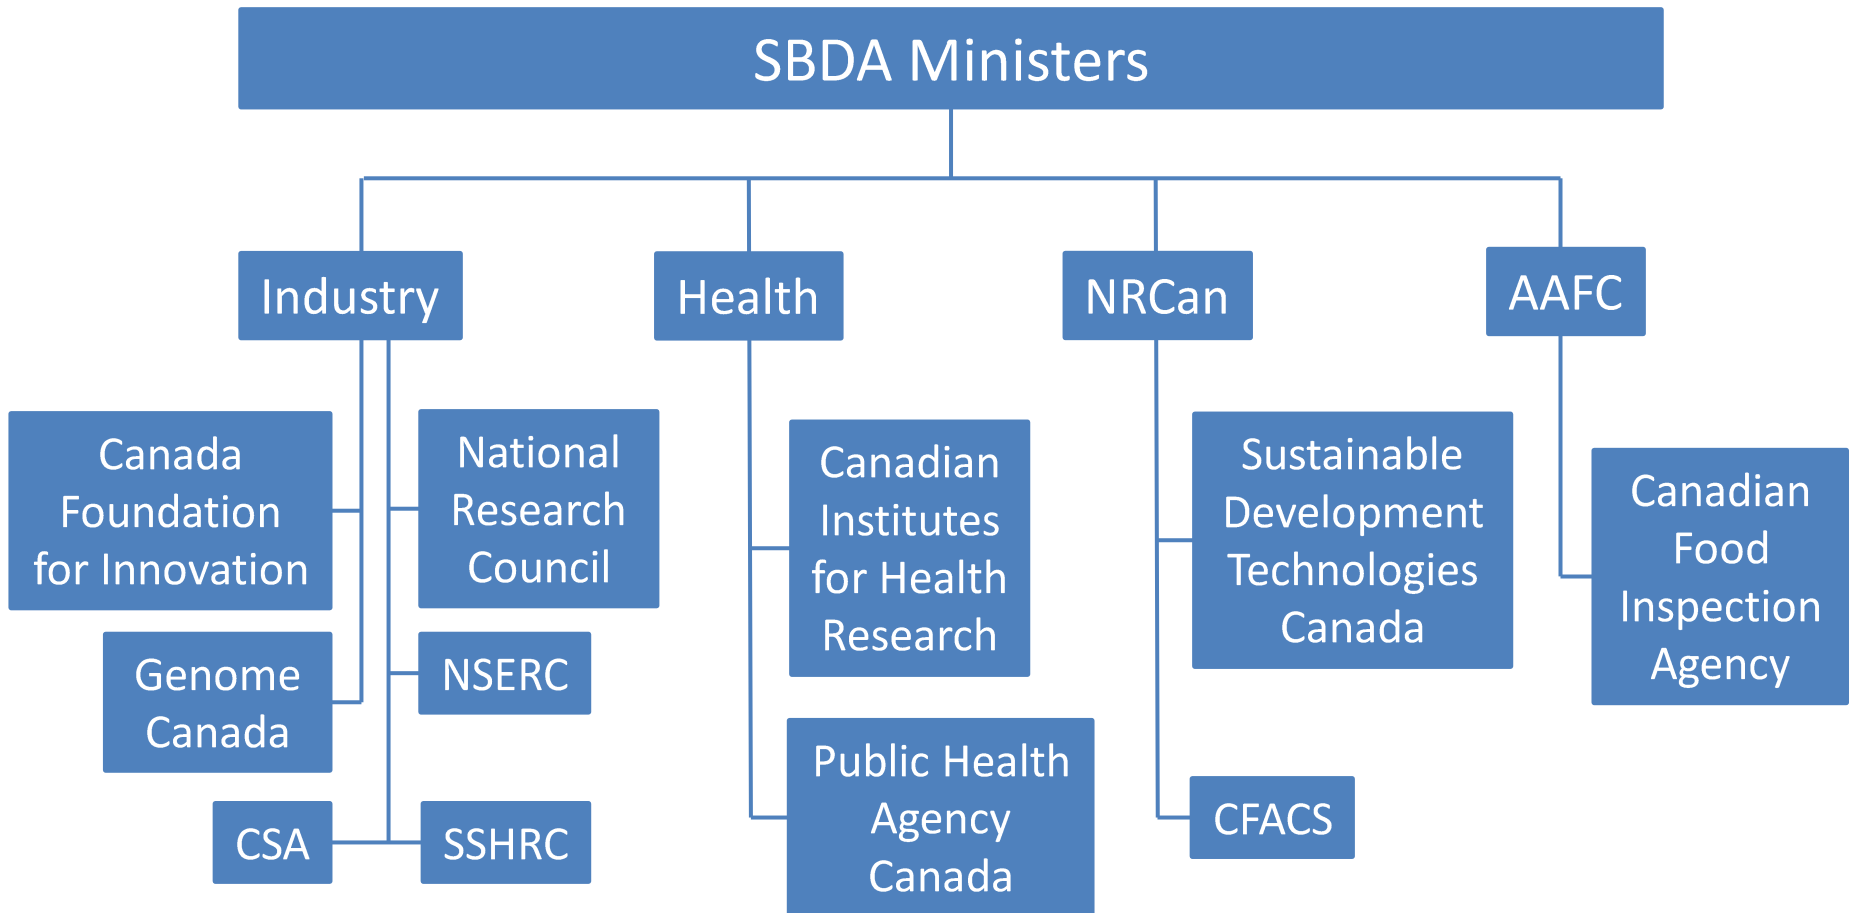 SBDA Ministers
Industry
Health
NRCan
AAFC
Canada
Foundation
for Innovation
National
Research
Council
Genome
Canada
NSERC
CSA
SSHRC
Canadian
Institutes
for Health
Research
Public Health
Agency
Canada
Sustainable
Development
Technologies
Canada
CFACS
Canadian
Food
Inspection
Agency